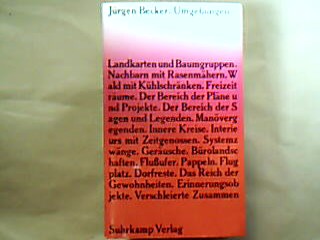 Jürgen Becker. Umgebungen
Landkarten und Baumgruppen.
Nachbarn mit Rasenmähern. W
ald mit Kühlschränken. Freizeit
räume. Der Bereich der Pläne u
nd Projekte. Der Bereich der S
agen und Legenden. Manöverg
egenden. Innere Kreise. Interie
urs mit Zeitgenossen. Systemz
wänge. Geräusche. Bürolandsc
haften. Flußufer. Pappeln. Flug
platz. Dorfreste. Das Reich der
Gewohnheiten. Erinnerungsob
jekte. Verschleierte Zusammen
Suhrkamp Verlag